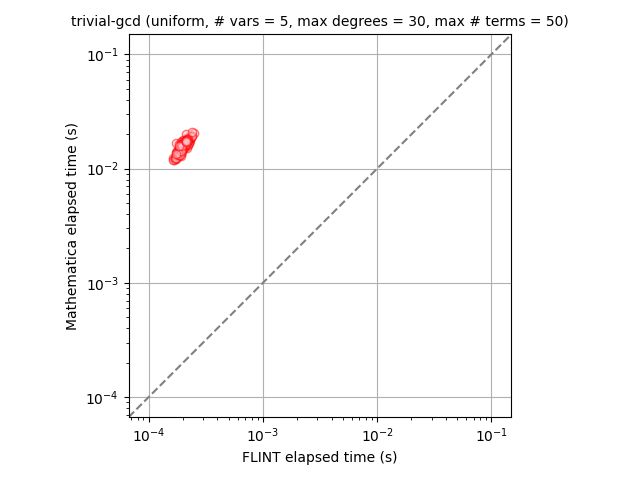 trivial-gcd (uniform, # vars = 5, max degrees = 30, max # terms = 50)
Mathematica elapsed time (s)
10⁻¹
10⁻²
10⁻³
10⁻⁴
10⁻⁴ 10⁻³ 10⁻² 10⁻¹
FLINT elapsed time (s)